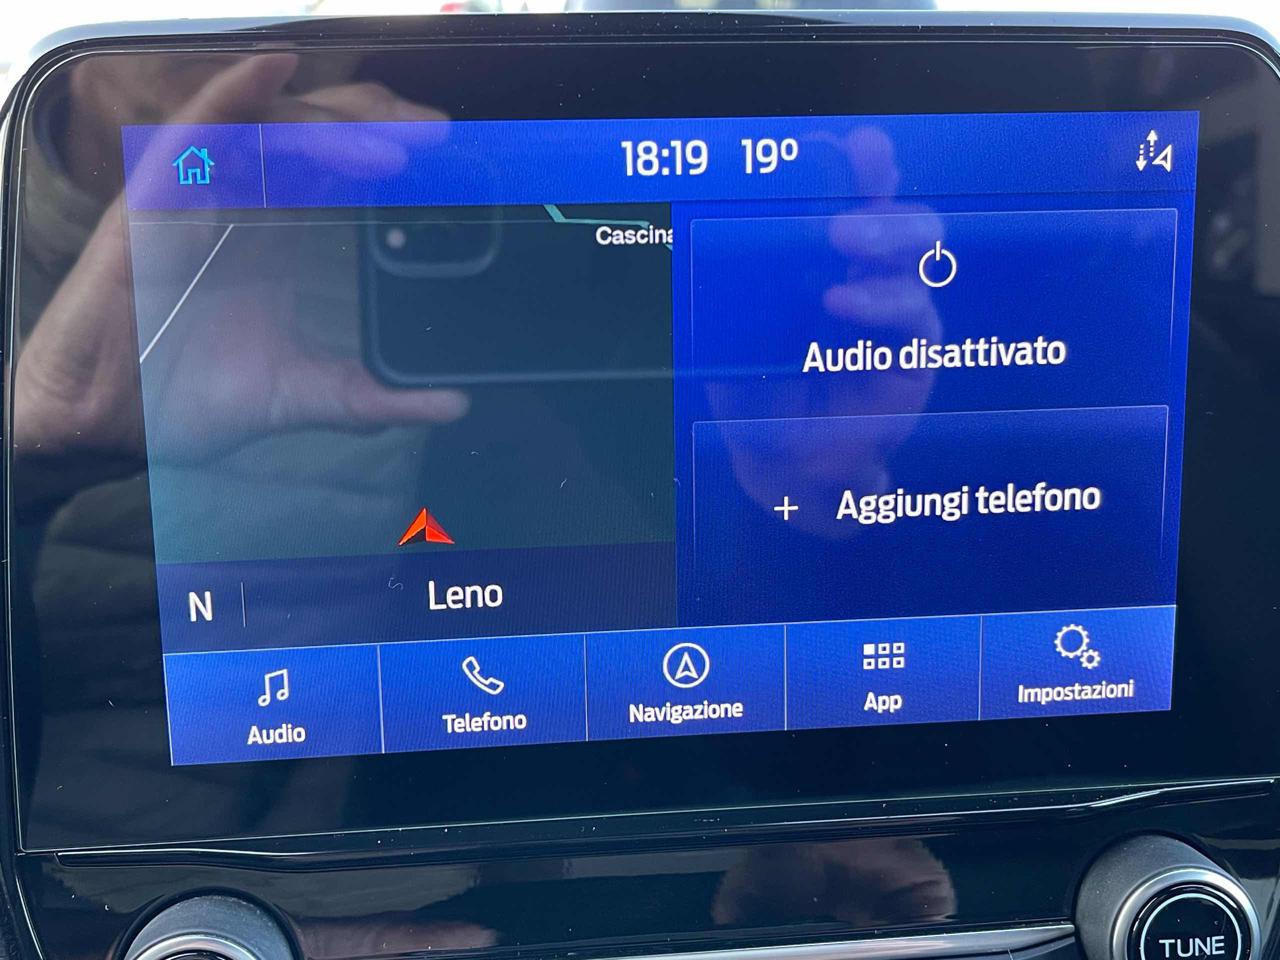 18:19 19º
Cascina
Audio disattivato
+ Aggiungi telefono
N Leno
Audio
Telefono
Navigazione
App
Impostazioni
TUNE